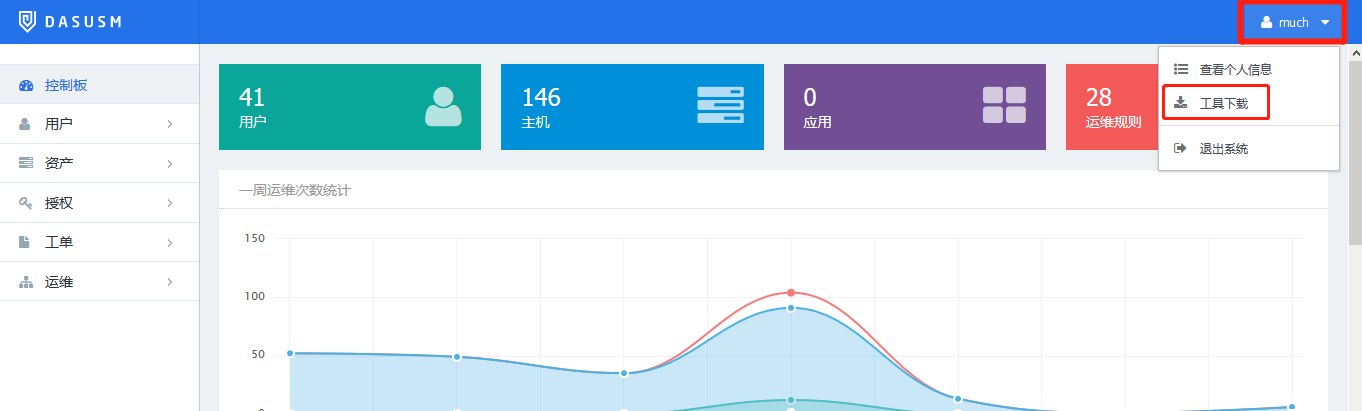 DASUSM
much
查看个人信息
工具下载
退出系统
控制板
用户
资产
授权
工单
运维
41
用户
146
主机
0
应用
28
运维规则
一周运维次数统计
150
100
50
0